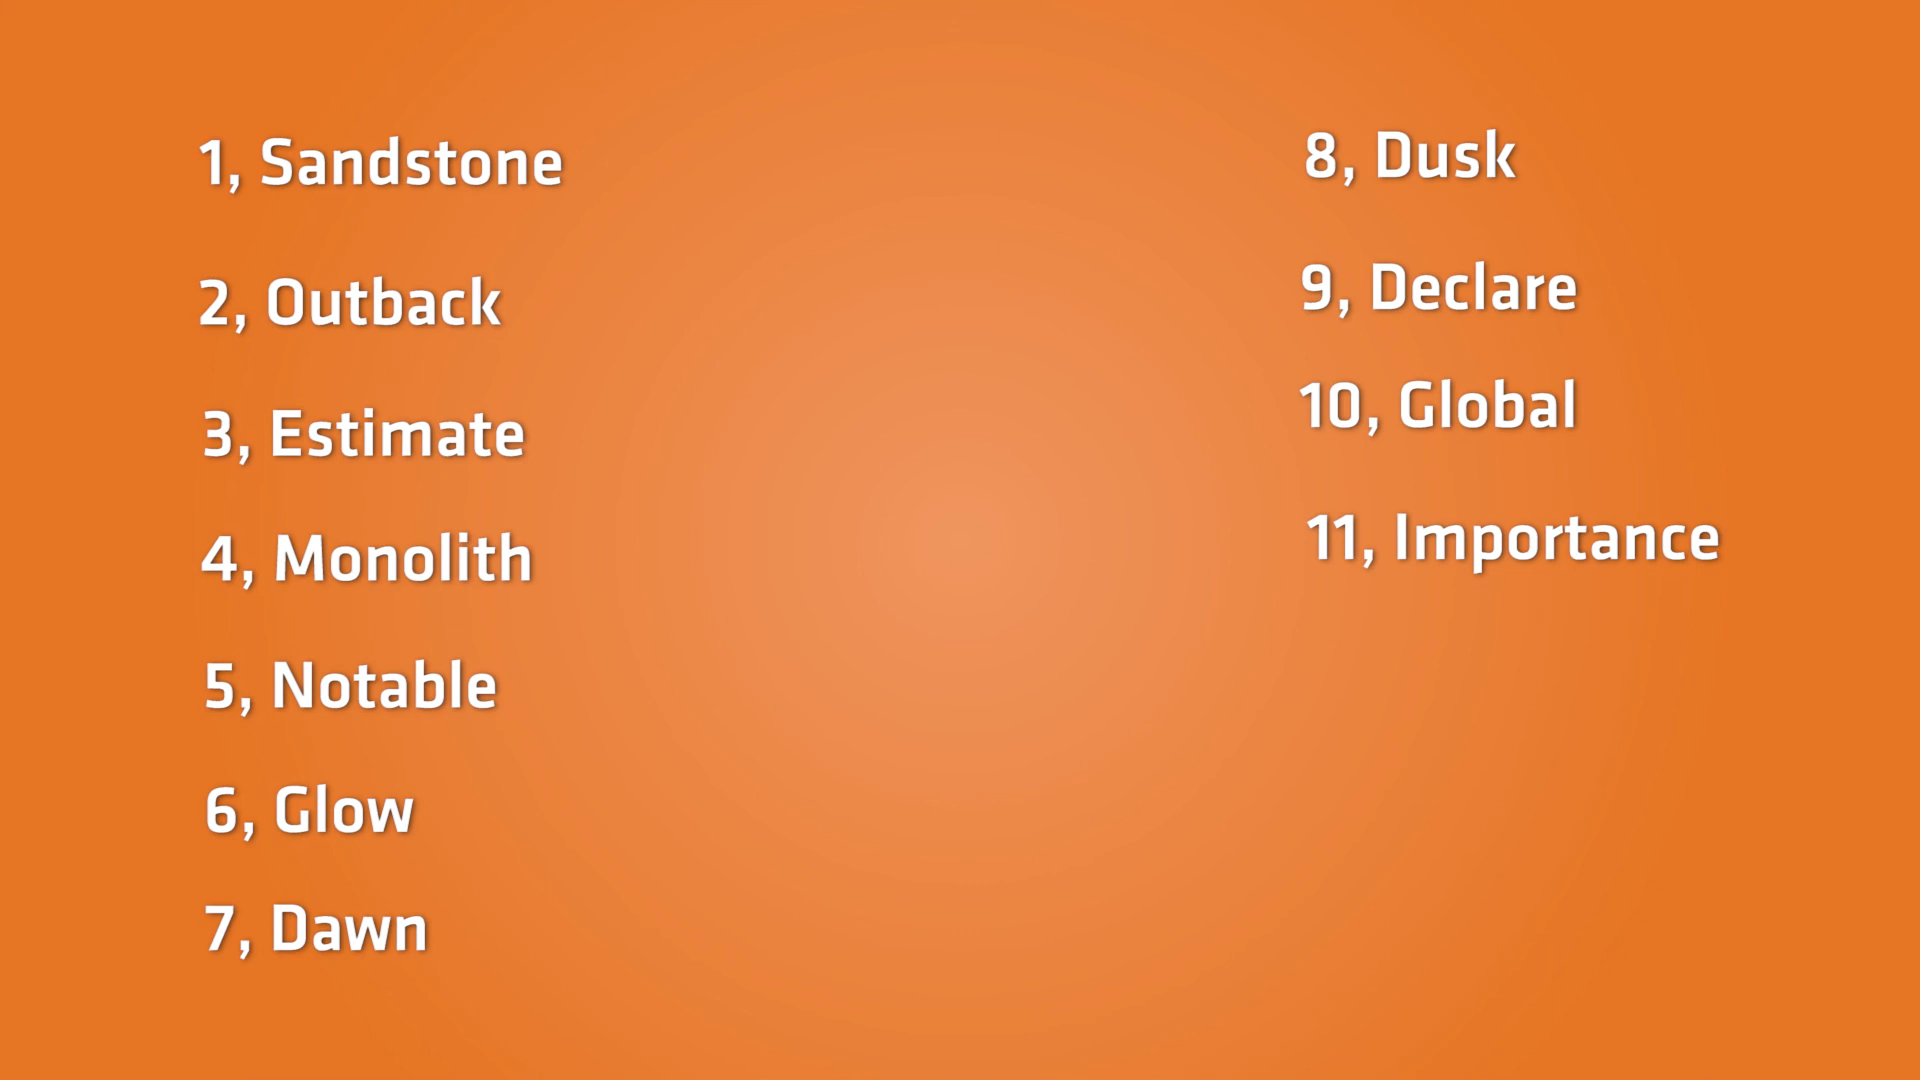 1, Sandstone
2, Outback
3, Estimate
4, Monolith
5, Notable
6, Glow
7, Dawn
8, Dusk
9, Declare
10, Global
11, Importance